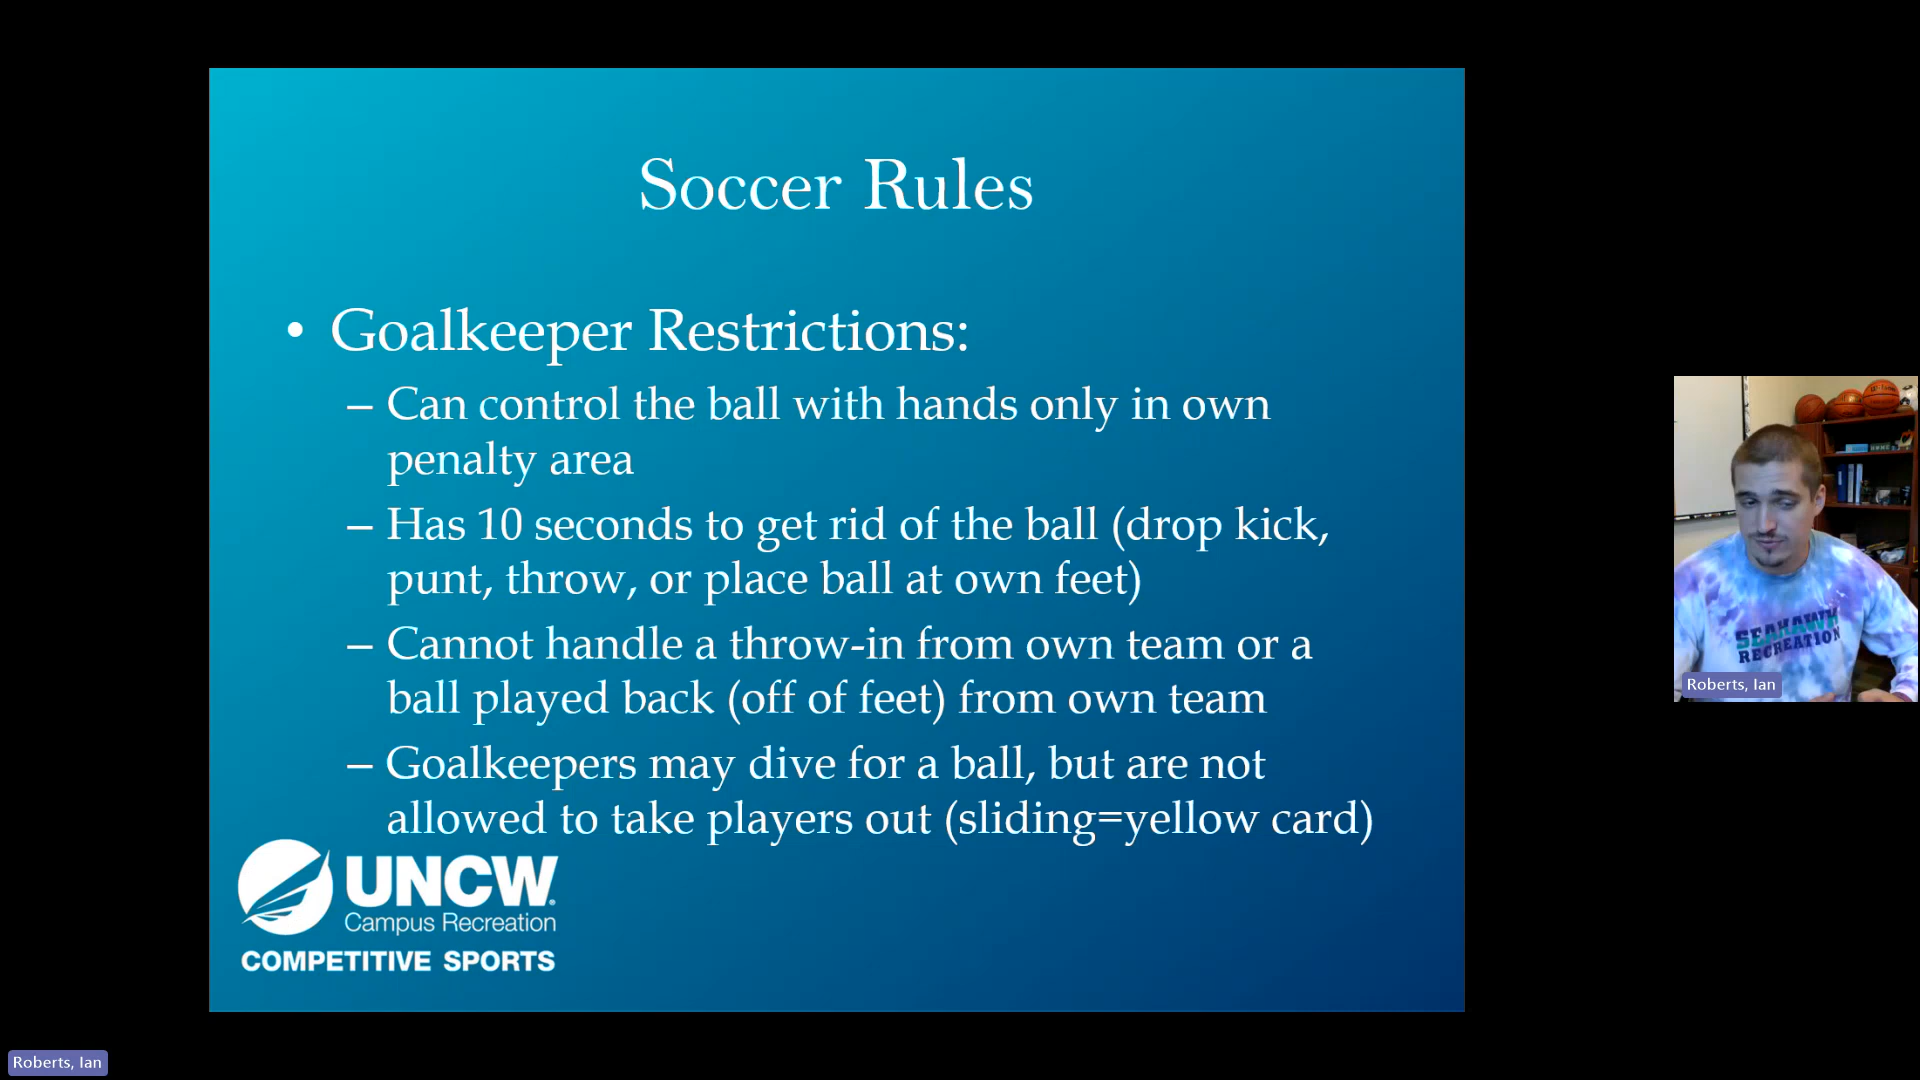 Soccer Rules
• Goalkeeper Restrictions:
– Can control the ball with hands only in own
penalty area
– Has 10 seconds to get rid of the ball (drop kick,
punt, throw, or place ball at own feet)
– Cannot handle a throw-in from own team or a
ball played back (off of feet) from own team
– Goalkeepers may dive for a ball, but are not
allowed to take players out (sliding=yellow card)
UNCW
Campus Recreation
COMPETITIVE SPORTS
SEAHAWK
RECREATION
Roberts, Ian
Roberts, Ian